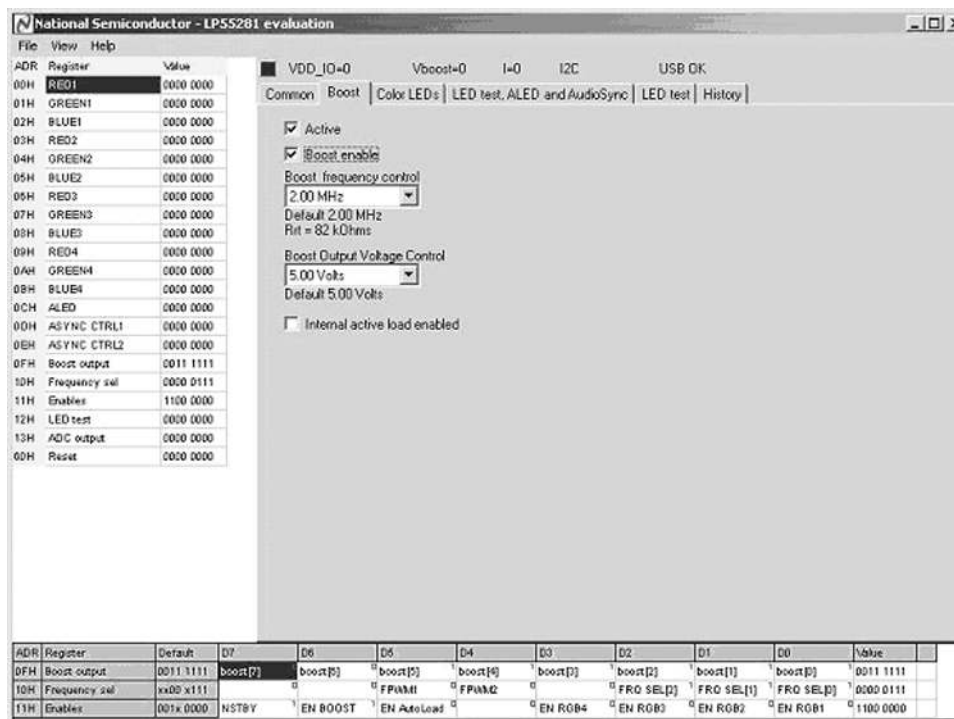 National Semiconductor - LP55281 evaluation
File View Help
ADR Register Value
00H RED1 0000 0000
01H GREEN1 0000 0000
02H BLUE1 0000 0000
03H RED2 0000 0000
04H GREEN2 0000 0000
05H BLUE2 0000 0000
06H RED3 0000 0000
07H GREEN3 0000 0000
08H BLUE3 0000 0000
09H RED4 0000 0000
0AH GREEN4 0000 0000
0BH BLUE4 0000 0000
0CH ALED 0000 0000
0DH ASYNC CTRL1 0000 0000
0EH ASYNC CTRL2 0000 0000
0FH Boost output 0011 1111
10H Frequency sel 0000 0111
11H Enables 1100 0000
12H LED test 0000 0000
13H ADC output 0000 0000
60H Reset 0000 0000
VDD_IO=0 Vboost=0 I=0 I2C USB OK
Common Boost Color LEDs LED test, ALED and AudioSync LED test History
Active
Boost enable
Boost frequency control
2.00 MHz
Default 2.00 MHz
Rrt = 82 kOhms
Boost Output Voltage Control
5.00 Volts
Default 5.00 Volts
Internal active load enabled
ADR Register Default D7 D6 D5 D4 D3 D2 D1 D0 Value
0FH Boost output 0011 1111 boost[7] boost[5] boost[4] boost[3] boost[2] boost[1] boost[0] 0011 1111
10H Frequency sel xx00 x111 FPWM1 FPWM2 FRQ SEL[2] FRQ SEL[1] FRQ SEL[0] 0000 0111
11H Enables 001x 0000 NSTBY EN BOOST EN AutoLoad EN RGB4 EN RGB3 EN RGB2 EN RGB1 1100 0000